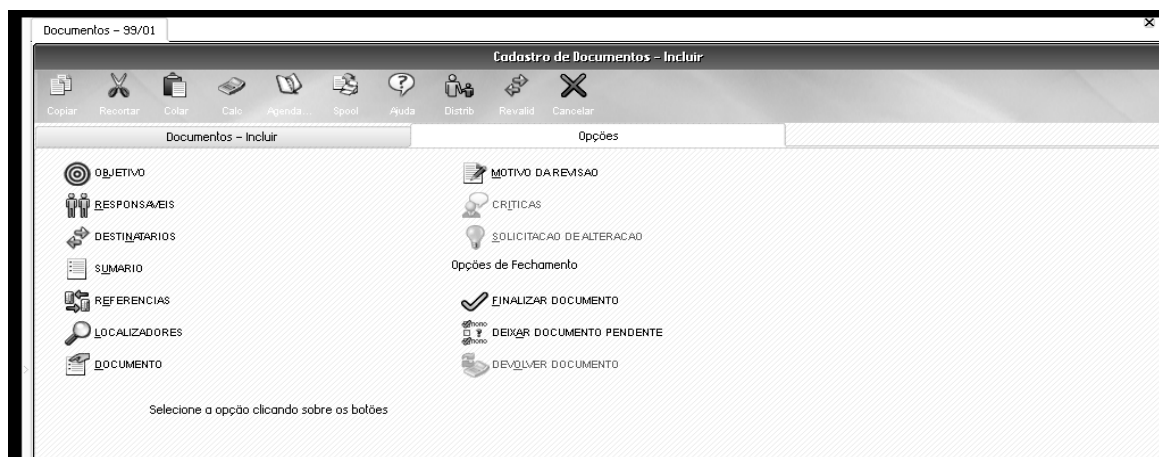 Documentos - 99/01
Cadastro de Documentos - Incluir
Copiar Recortar Colar Calc Agenda... Spool Ajuda Distrib Revalid Cancelar
Documentos - Incluir Opções
OBJETIVO
RESPONSAVEIS
DESTINATARIOS
SUMARIO
REFERENCIAS
LOCALIZADORES
DOCUMENTO
Selecione a opção clicando sobre os botões
MOTIVO DA REVISAO
CRITICAS
SOLICITACAO DE ALTERACAO
Opções de Fechamento
FINALIZAR DOCUMENTO
DEIXAR DOCUMENTO PENDENTE
DEVOLVER DOCUMENTO